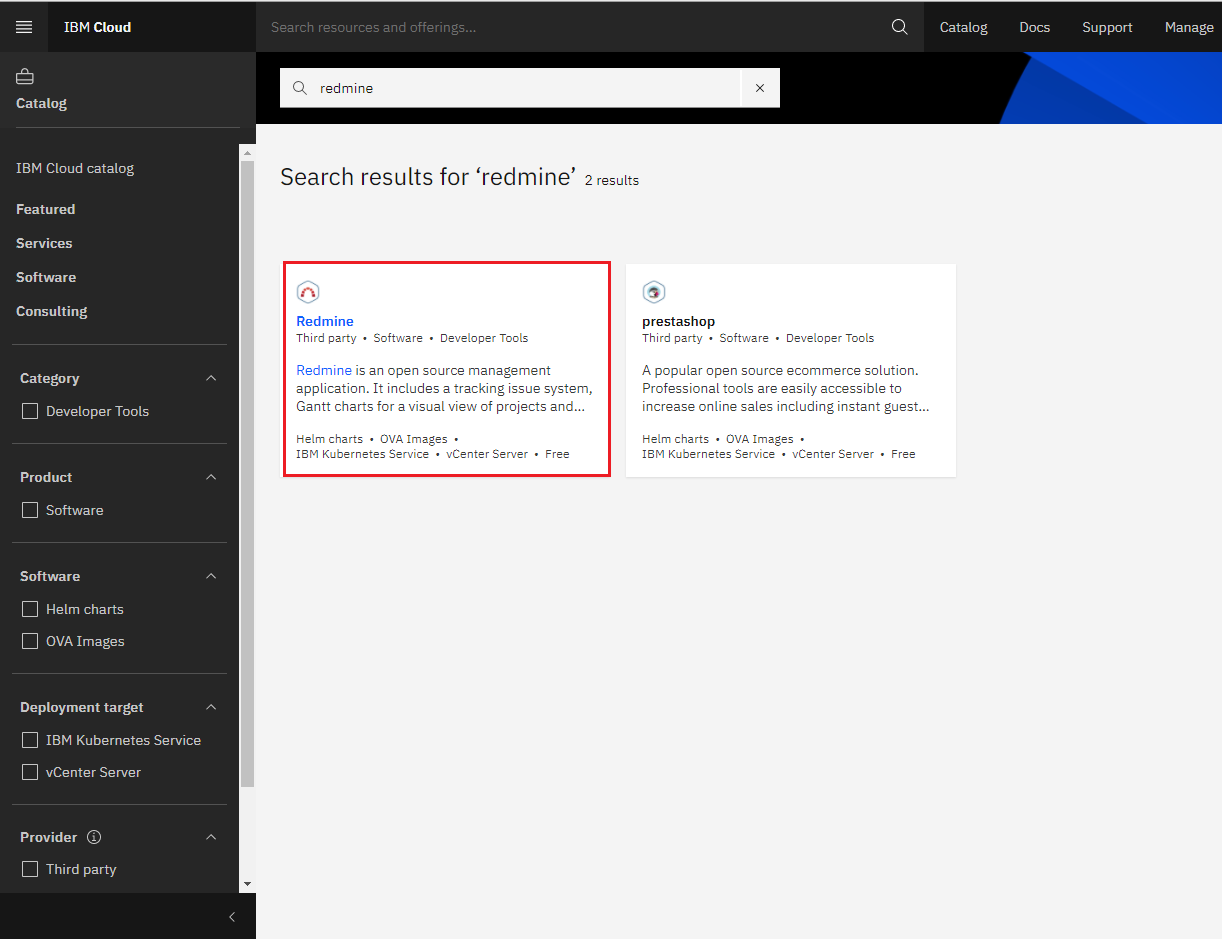 IBM Cloud
Search resources and offerings...
Catalog
Docs
Support
Manage
Catalog
redmine
IBM Cloud catalog
Featured
Services
Software
Consulting
Category
Developer Tools
Product
Software
Software
Helm charts
OVA Images
Deployment target
IBM Kubernetes Service
vCenter Server
Provider
Third party
Search results for ‘redmine’ 2 results
Redmine
Third party • Software • Developer Tools
Redmine is an open source management
application. It includes a tracking issue system,
Gantt charts for a visual view of projects and...
Helm charts • OVA Images •
IBM Kubernetes Service • vCenter Server • Free
prestashop
Third party • Software • Developer Tools
A popular open source ecommerce solution.
Professional tools are easily accessible to
increase online sales including instant guest...
Helm charts • OVA Images •
IBM Kubernetes Service • vCenter Server • Free